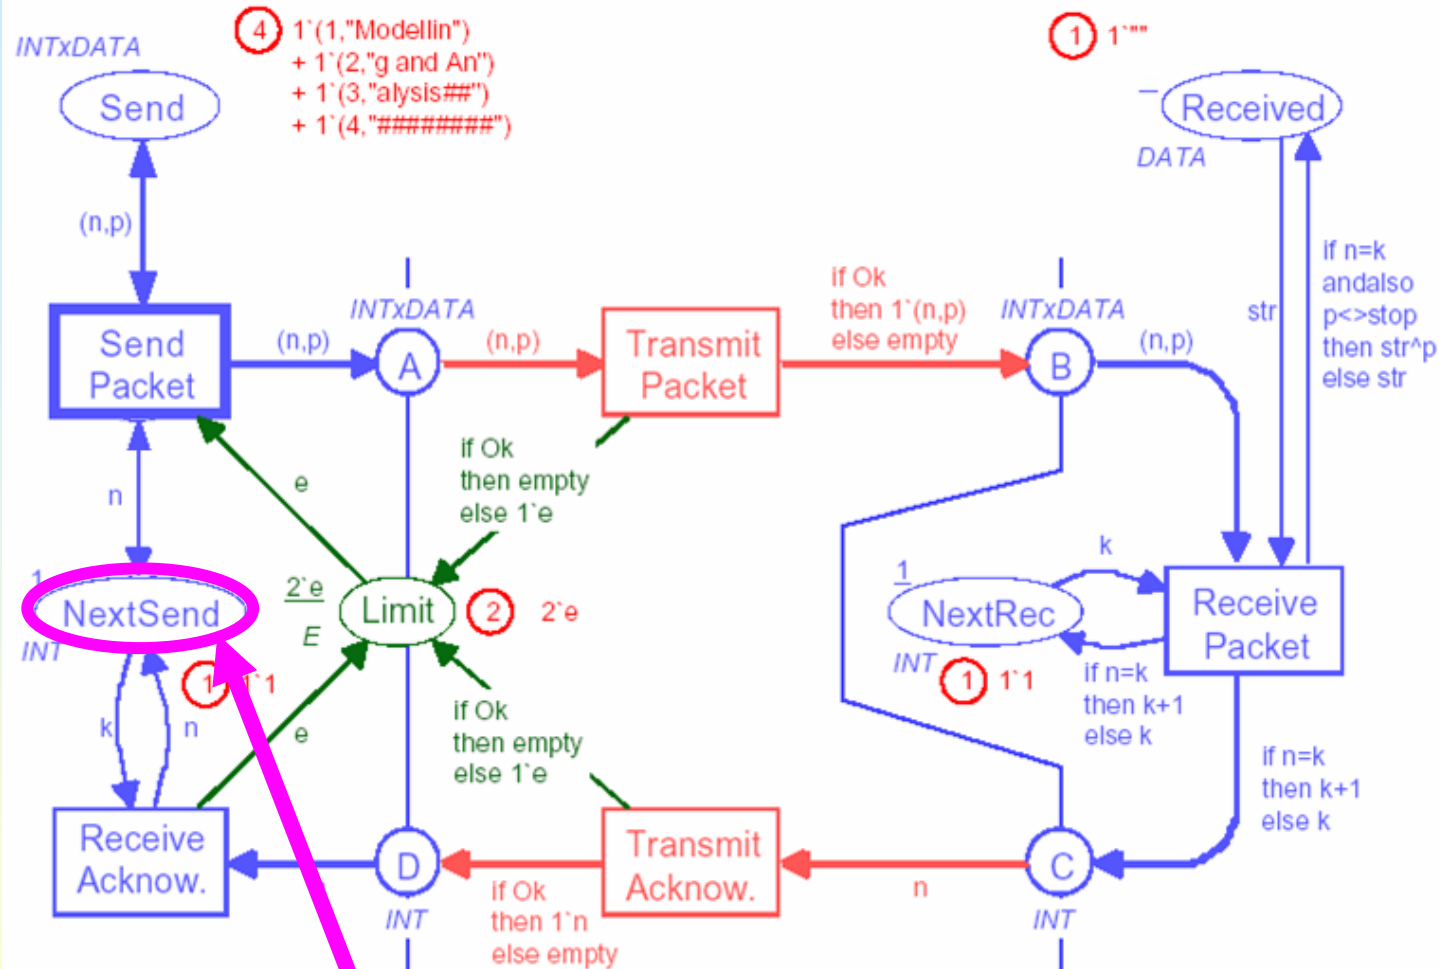 INTxDATA
Send
4
1`(1,"Modellin")
+ 1`(2,"g and An")
+ 1`(3,"alysis##")
+ 1`(4,"########")
1
1`""
Received
DATA
(n,p)
Send
Packet
(n,p)
INTxDATA
A
(n,p)
Transmit
Packet
if Ok
then 1`(n,p)
else empty
INTxDATA
B
(n,p)
str
if n=k
andalso
p<>stop
then str^p
else str
n
e
if Ok
then empty
else 1`e
1
NextSend
INT
1
1`1
2`e
E
Limit
2
2`e
1
NextRec
INT
1
1`1
k
if n=k
then k+1
else k
Receive
Packet
k
n
e
if Ok
then empty
else 1`e
if n=k
then k+1
else k
Receive
Acknow.
D
INT
if Ok
then 1`n
else empty
Transmit
Acknow.
n
C
INT